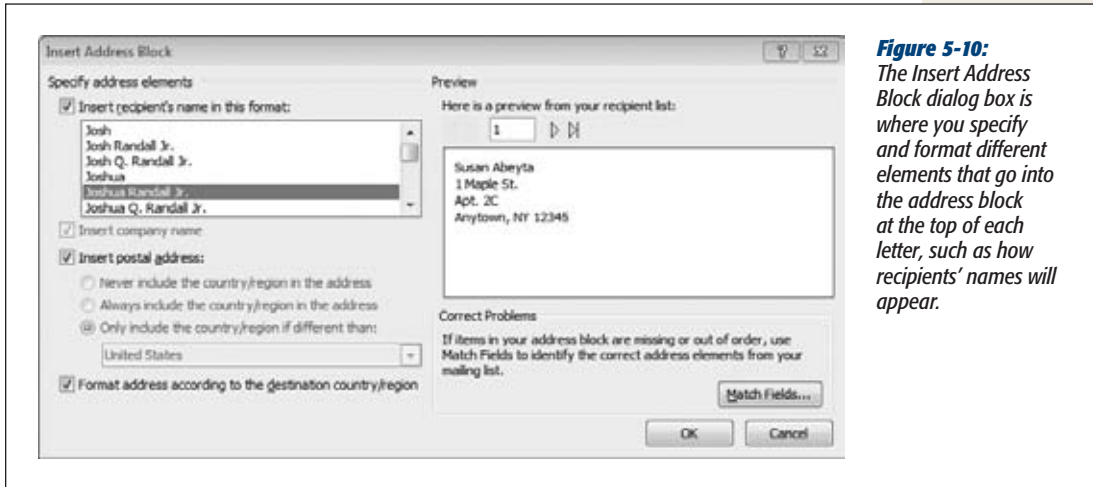 Insert Address Block
Specify address elements
Insert recipient's name in this format:
Josh
Josh Randall Jr.
Josh Q. Randall Jr.
Joshua
Joshua Randall Jr.
Joshua Q. Randall Jr.
Insert company name
Insert postal address:
Never include the country/region in the address
Always include the country/region in the address
Only include the country/region if different than:
United States
Format address according to the destination country/region
Preview
Here is a preview from your recipient list:
1
Susan Abeyta
1 Maple St.
Apt. 2C
Anytown, NY 12345
Correct Problems
If items in your address block are missing or out of order, use
Match Fields to identify the correct address elements from your
mailing list.
Match Fields...
OK
Cancel
Figure 5-10:
The Insert Address
Block dialog box is
where you specify
and format different
elements that go into
the address block
at the top of each
letter, such as how
recipients’ names will
appear.